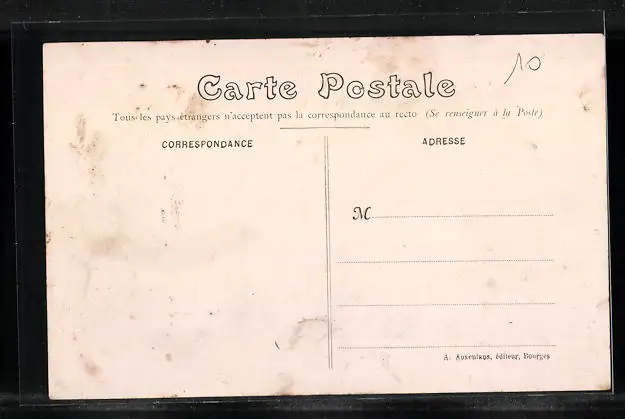 10
Carte Postale
Tous les pays étrangers n'acceptent pas la correspondance au recto (Se renseigner à la Poste)
CORRESPONDANCE
ADRESSE
M
A. Auxenfans, éditeur, Bourges